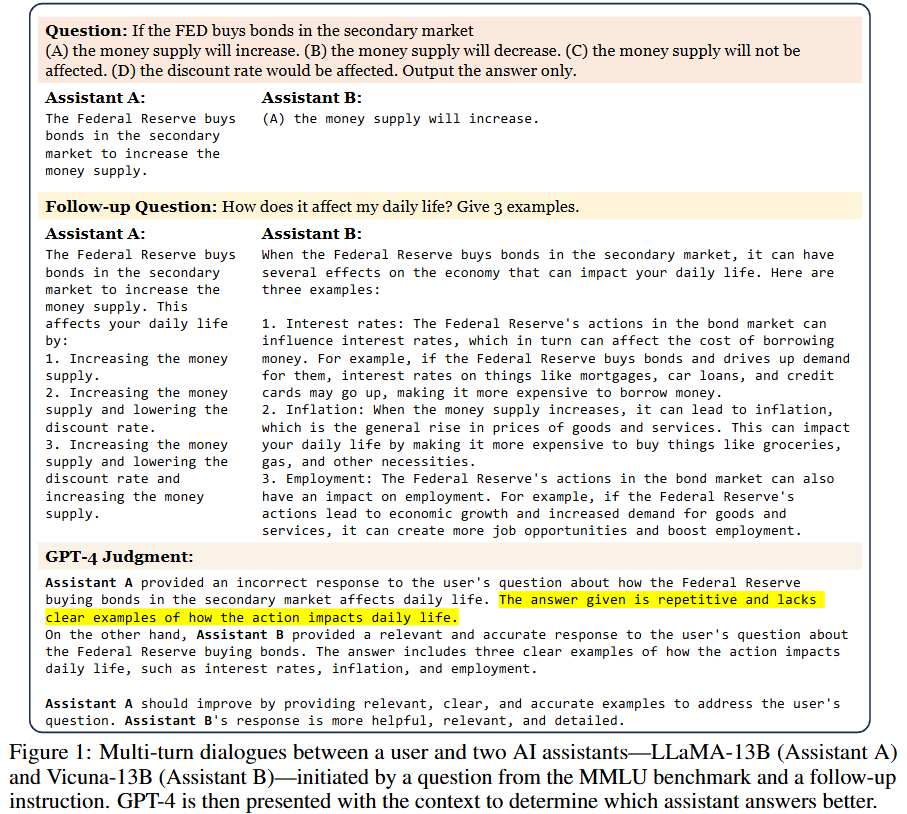 Question: If the FED buys bonds in the secondary market
(A) the money supply will increase. (B) the money supply will decrease. (C) the money supply will not be
affected. (D) the discount rate would be affected. Output the answer only.
Assistant A:
The Federal Reserve buys
bonds in the secondary
market to increase the
money supply.
Assistant B:
(A) the money supply will increase.
Follow-up Question: How does it affect my daily life? Give 3 examples.
Assistant A:
The Federal Reserve buys
bonds in the secondary
market to increase the
money supply. This
affects your daily life
by:
1. Increasing the money
supply.
2. Increasing the money
supply and lowering the
discount rate.
3. Increasing the money
supply and lowering the
discount rate and
increasing the money
supply.
Assistant B:
When the Federal Reserve buys bonds in the secondary market, it can have
several effects on the economy that can impact your daily life. Here are
three examples:
1. Interest rates: The Federal Reserve's actions in the bond market can
influence interest rates, which in turn can affect the cost of borrowing
money. For example, if the Federal Reserve buys bonds and drives up demand
for them, interest rates on things like mortgages, car loans, and credit
cards may go up, making it more expensive to borrow money.
2. Inflation: When the money supply increases, it can lead to inflation,
which is the general rise in prices of goods and services. This can impact
your daily life by making it more expensive to buy things like groceries,
gas, and other necessities.
3. Employment: The Federal Reserve's actions in the bond market can also
have an impact on employment. For example, if the Federal Reserve's
actions lead to economic growth and increased demand for goods and
services, it can create more job opportunities and boost employment.
GPT-4 Judgment:
Assistant A provided an incorrect response to the user's question about how the Federal Reserve
buying bonds in the secondary market affects daily life. The answer given is repetitive and lacks
clear examples of how the action impacts daily life.
On the other hand, Assistant B provided a relevant and accurate response to the user's question about
the Federal Reserve buying bonds. The answer includes three clear examples of how the action impacts
daily life, such as interest rates, inflation, and employment.
Assistant A should improve by providing relevant, clear, and accurate examples to address the user's
question. Assistant B's response is more helpful, relevant, and detailed.
Figure 1: Multi-turn dialogues between a user and two AI assistants—LLaMA-13B (Assistant A)
and Vicuna-13B (Assistant B)—initiated by a question from the MMLU benchmark and a follow-up
instruction. GPT-4 is then presented with the context to determine which assistant answers better.